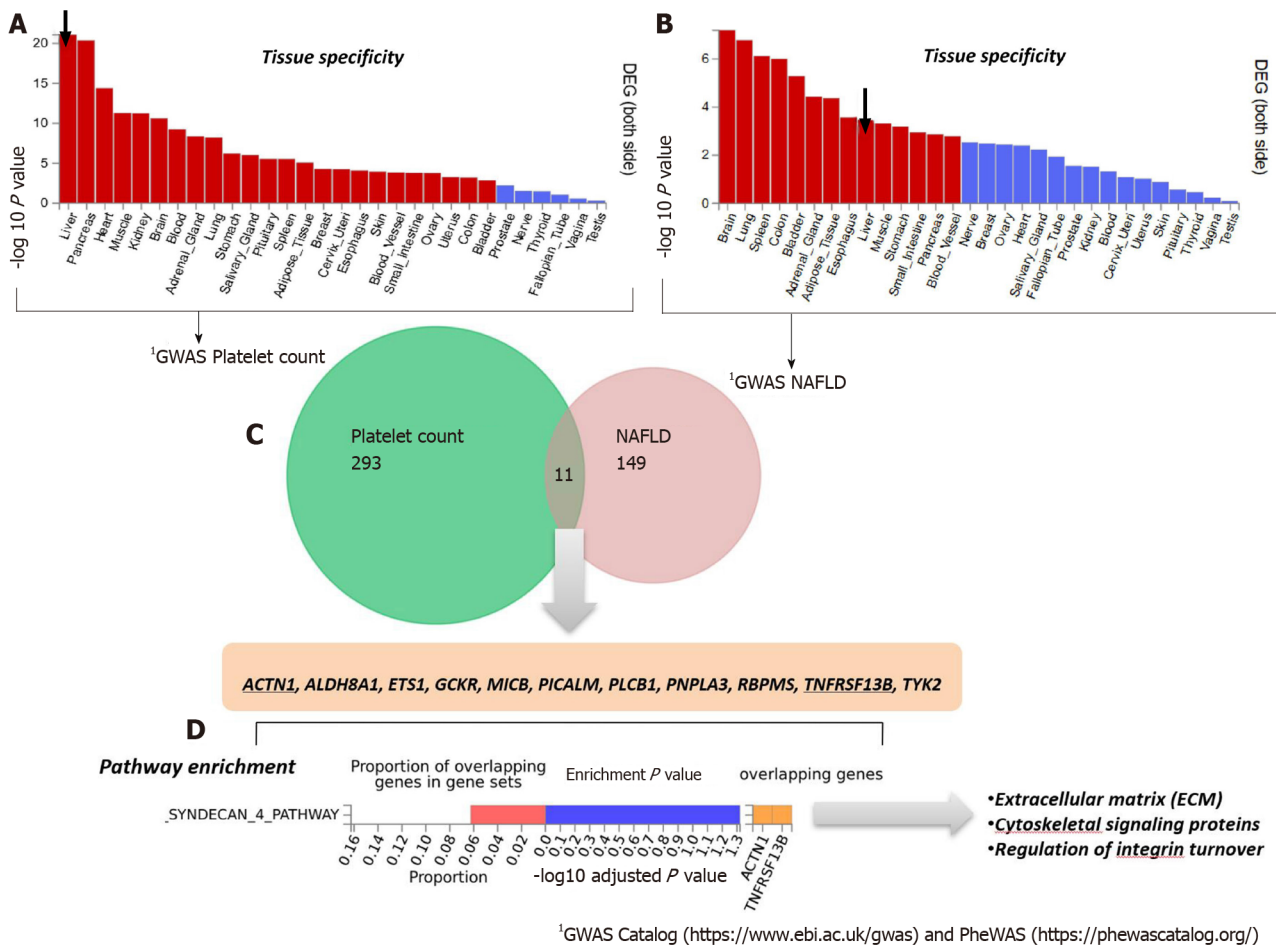 A
Tissue specificity
DEG (both side)
-log 10 P value
20
15
10
5
0
Liver
Pancreas
Heart
Muscle
Kidney
Brain
Blood
Adrenal_Gland
Lung
Stomach
Salivary_Gland
Pituitary
Spleen
Adipose_Tissue
Breast
Cervix_Uteri
Esophagus
Skin
Blood_Vessel
Small_Intestine
Ovary
Uterus
Colon
Bladder
Prostate
Nerve
Thyroid
Fallopian_Tube
Vagina
Testis
1GWAS Platelet count
B
Tissue specificity
DEG (both side)
-log 10 P value
6
4
2
0
Brain
Lung
Spleen
Colon
Bladder
Adrenal_Gland
Adipose_Tissue
Esophagus
Liver
Muscle
Stomach
Small_Intestine
Pancreas
Blood_Vessel
Nerve
Breast
Ovary
Heart
Salivary_Gland
Fallopian_Tube
Prostate
Kidney
Blood
Cervix_Uteri
Uterus
Skin
Pituitary
Thyroid
Vagina
Testis
1GWAS NAFLD
C
Platelet count
293
11
NAFLD
149
ACTN1, ALDH8A1, ETS1, GCKR, MICB, PICALM, PLCB1, PNPLA3, RBPMS, TNFRSF13B, TYK2
D
Pathway enrichment
Proportion of overlapping
genes in gene sets
Enrichment P value
overlapping genes
_SYNDECAN_4_PATHWAY
0.16
0.14
0.12
0.10
0.08
0.06
0.04
0.02
0.0
0.1
0.2
0.3
0.4
0.5
0.6
0.7
0.8
0.9
1.0
1.1
1.2
1.3
ACTN1
TNFRSF13B
Proportion
-log10 adjusted P value
•Extracellular matrix (ECM)
•Cytoskeletal signaling proteins
•Regulation of integrin turnover
1GWAS Catalog (https://www.ebi.ac.uk/gwas) and PheWAS (https://phewascatalog.org/)